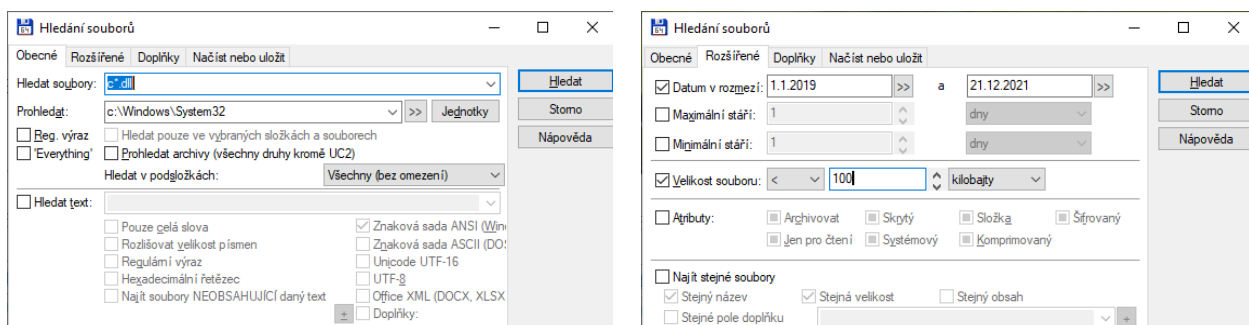 Hledání souborů
Obecné Rozšířené Doplňky Načíst nebo uložit
Hledat soubory: c*.dll Hledat
Prohledat: c:\Windows\System32 >> Jednotky Storno
Reg. výraz Hledat pouze ve vybraných složkách a souborech Nápověda
'Everything' Prohledat archivy (všechny druhy kromě UC2)
Hledat v podsložkách: Všechny (bez omezení)
Hledat text:
Pouze celá slova Znaková sada ANSI (Win
Rozlišovat velikost písmen Znaková sada ASCII (DOS
Regulární výraz Unicode UTF-16
Hexadecimální řetězec UTF-8
Najít soubory NEOBSAHUJÍCÍ daný text Office XML (DOCX, XLSX
± Doplňky:
Hledání souborů
Obecné Rozšířené Doplňky Načíst nebo uložit
Datum v rozmezí: 1.1.2019 >> a 21.12.2021 >> Hledat
Maximální stáří: 1 dny Storno
Minimální stáří: 1 dny Nápověda
Velikost souboru: < 100 kilobajty
Atributy: Archivovat Skrytý Složka Šifrovaný
Jen pro čtení Systémový Komprimovaný
Najít stejné soubory
Stejný název Stejná velikost Stejný obsah
Stejné pole doplňku +